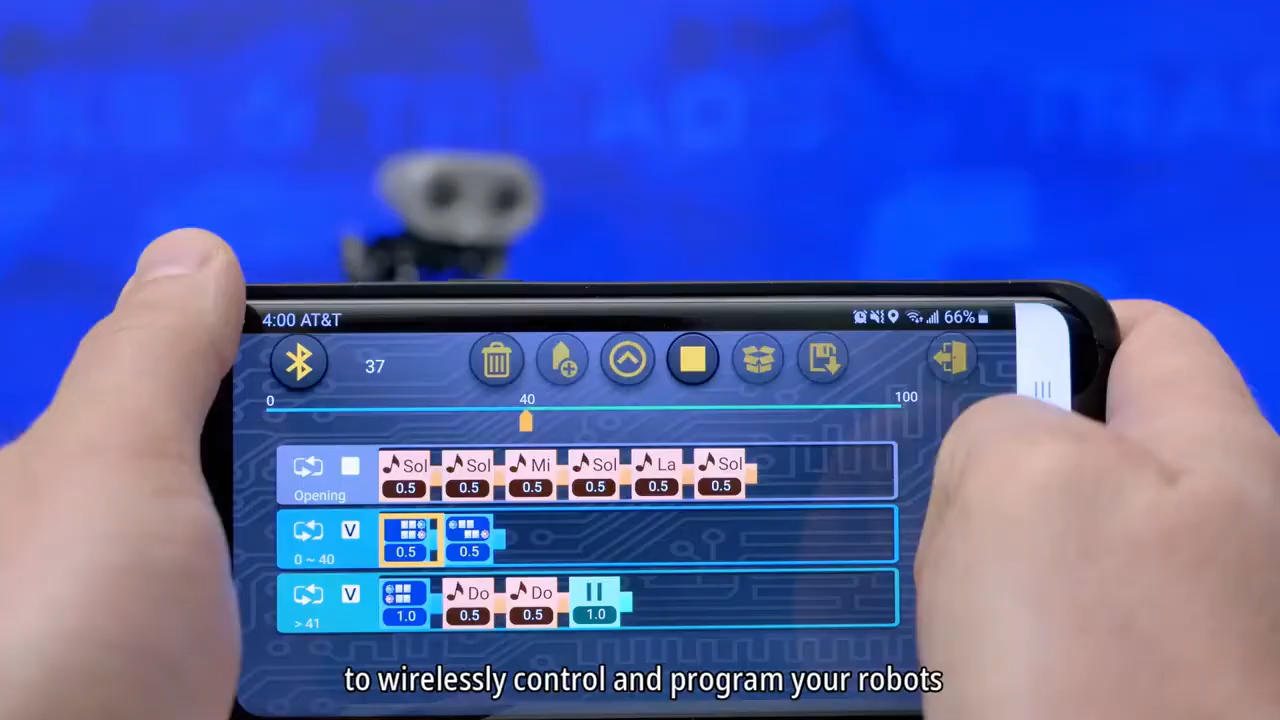 4:00 AT&T 66%
37
0 40 100
Sol Sol Mi Sol La Sol
0.5 0.5 0.5 0.5 0.5 0.5
Opening
V
0.5 0.5
0 ~ 40
V Do Do
1.0 0.5 0.5 1.0
> 41
to wirelessly control and program your robots